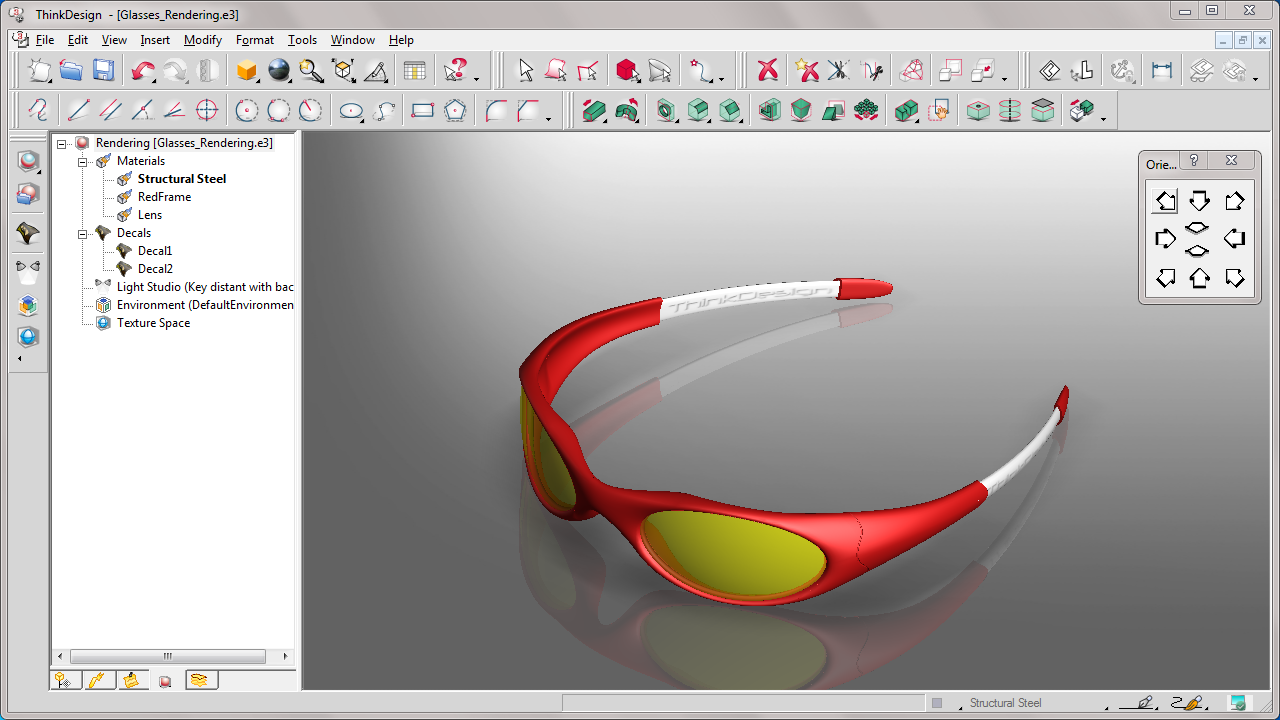 ThinkDesign - [Glasses_Rendering.e3]
File Edit View Insert Modify Format Tools Window Help
Rendering [Glasses_Rendering.e3]
Materials
Structural Steel
RedFrame
Lens
Decals
Decal1
Decal2
Light Studio (Key distant with bac
Environment (DefaultEnvironmen
Texture Space
Orie...
ThinkDesign
Structural Steel